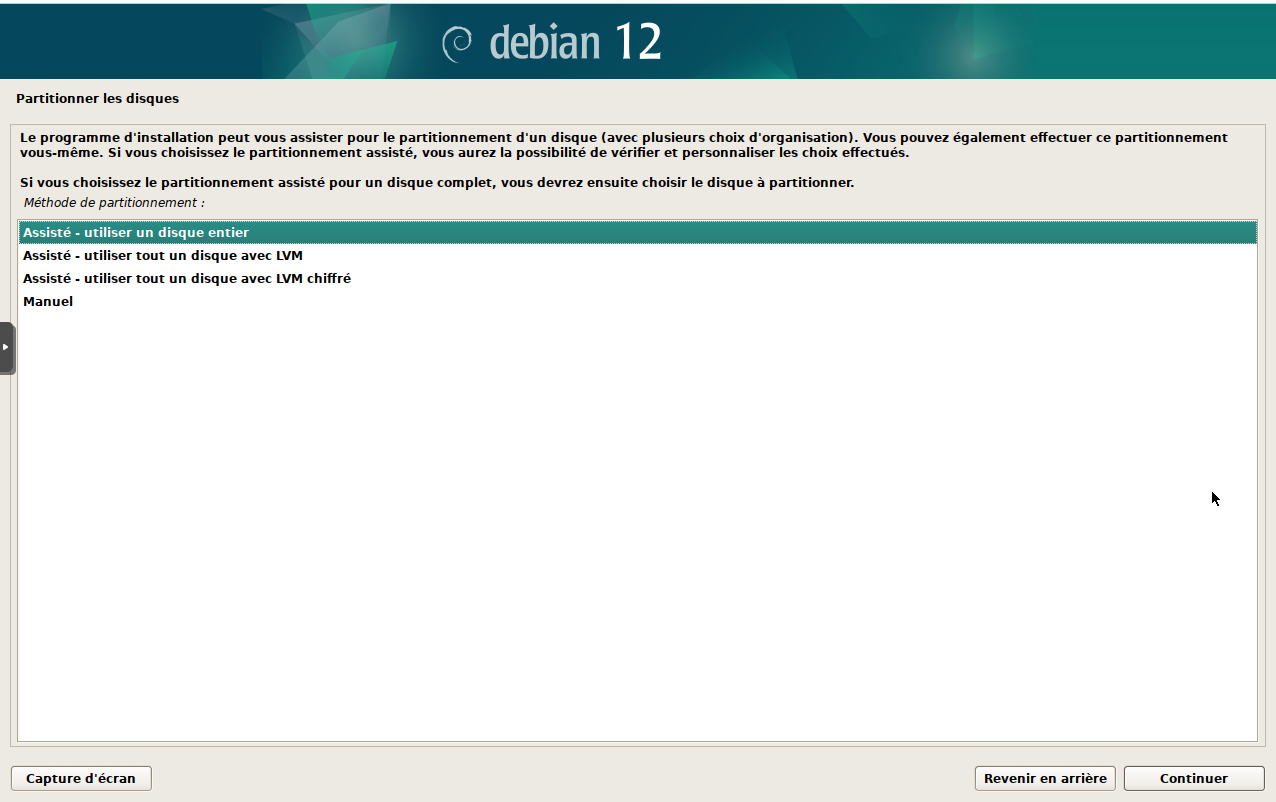 debian 12
Partitionner les disques
Le programme d'installation peut vous assister pour le partitionnement d'un disque (avec plusieurs choix d'organisation). Vous pouvez également effectuer ce partitionnement
vous-même. Si vous choisissez le partitionnement assisté, vous aurez la possibilité de vérifier et personnaliser les choix effectués.
Si vous choisissez le partitionnement assisté pour un disque complet, vous devrez ensuite choisir le disque à partitionner.
Méthode de partitionnement :
Assisté - utiliser un disque entier
Assisté - utiliser tout un disque avec LVM
Assisté - utiliser tout un disque avec LVM chiffré
Manuel
Capture d'écran
Revenir en arrière
Continuer